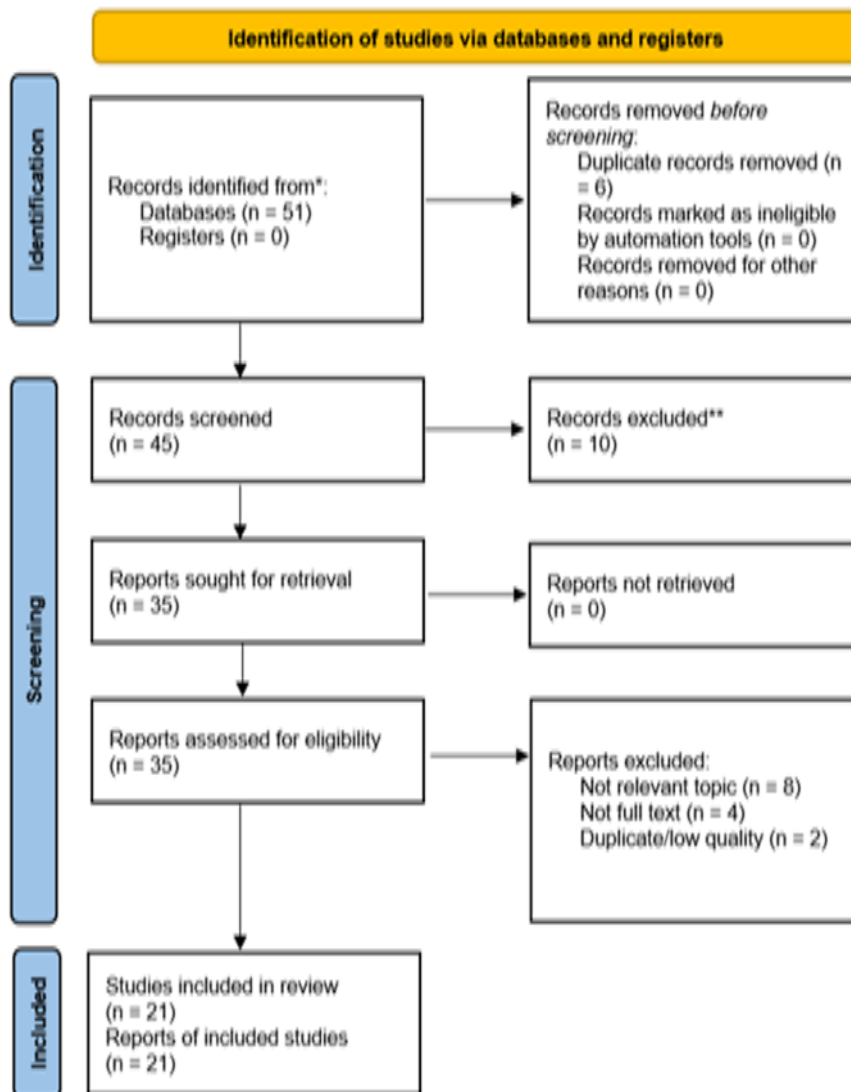 Identification of studies via databases and registers
Identification
Records identified from*:
Databases (n = 51)
Registers (n = 0)
Records removed before
screening:
Duplicate records removed (n
= 6)
Records marked as ineligible
by automation tools (n = 0)
Records removed for other
reasons (n = 0)
Screening
Records screened
(n = 45)
Records excluded**
(n = 10)
Reports sought for retrieval
(n = 35)
Reports not retrieved
(n = 0)
Reports assessed for eligibility
(n = 35)
Reports excluded:
Not relevant topic (n = 8)
Not full text (n = 4)
Duplicate/low quality (n = 2)
Included
Studies included in review
(n = 21)
Reports of included studies
(n = 21)